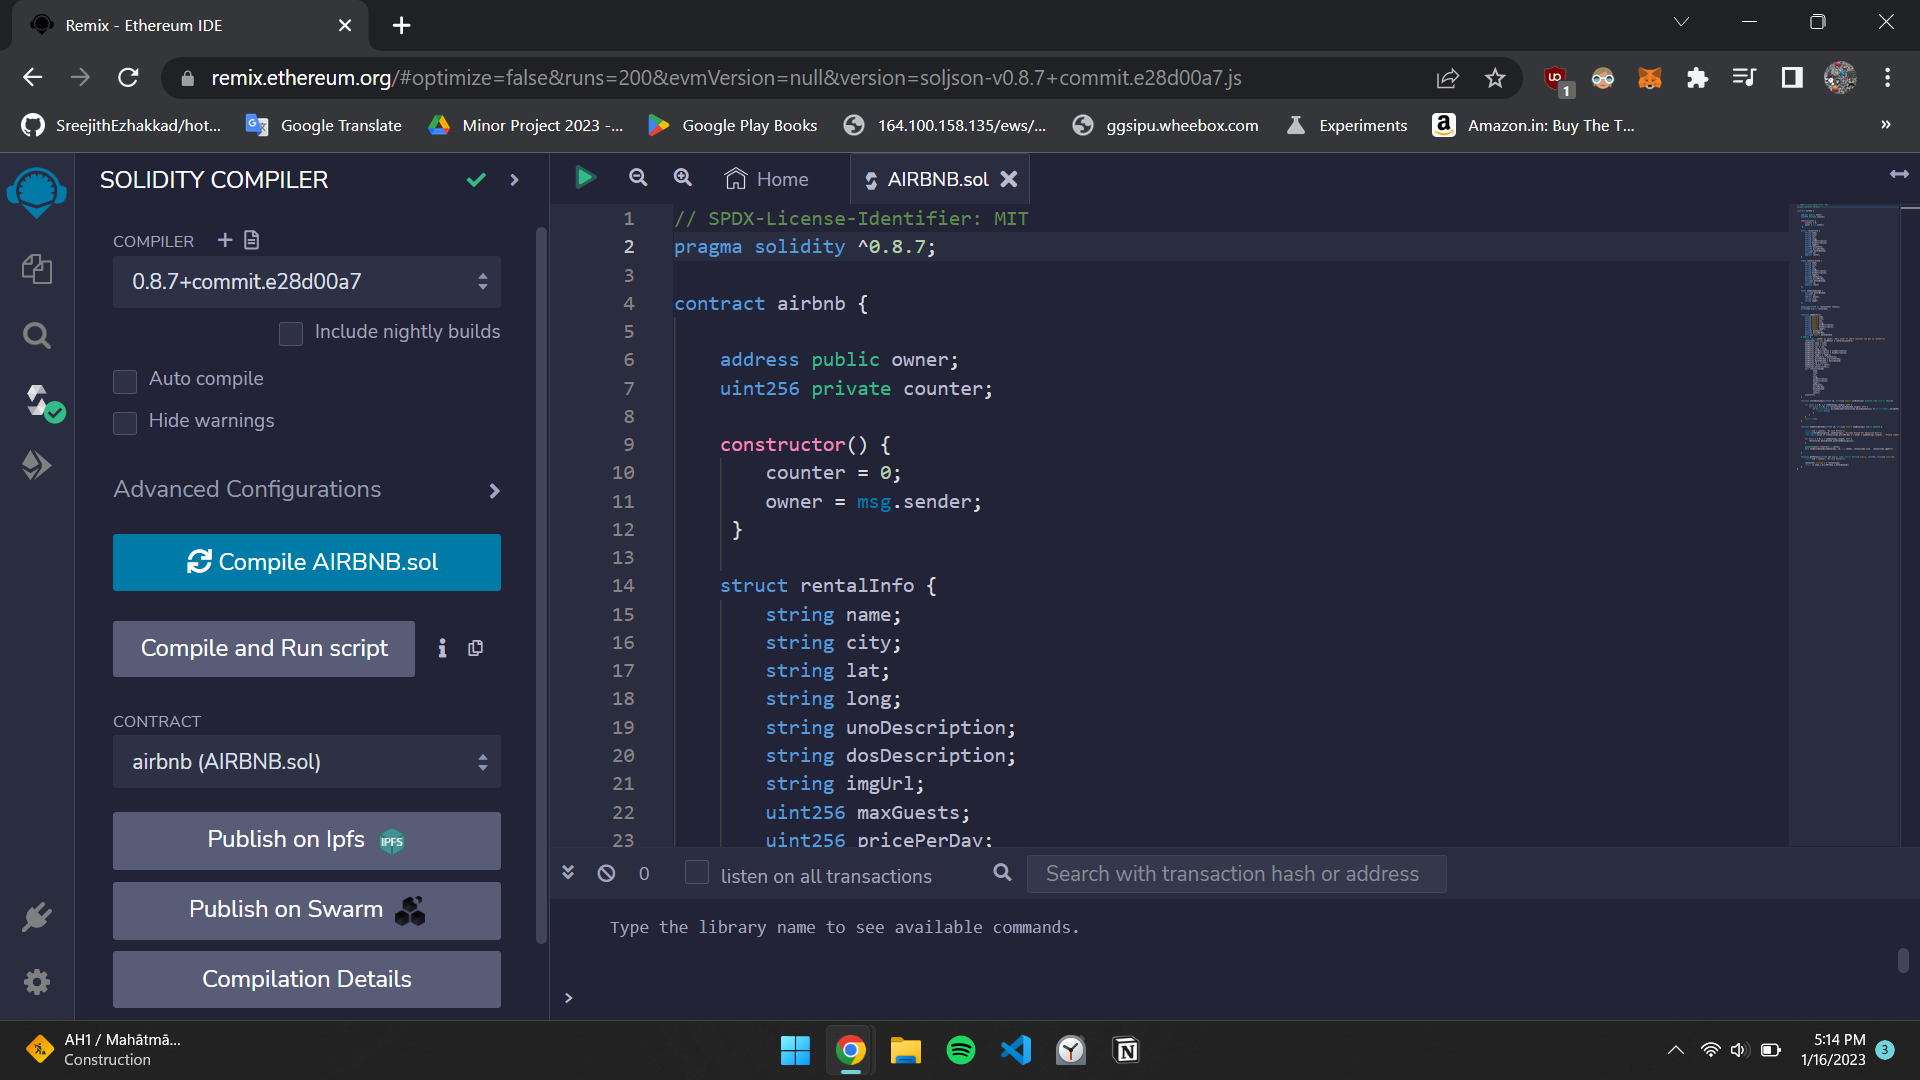 Remix - Ethereum IDE
remix.ethereum.org/#optimize=false&runs=200&evmVersion=null&version=soljson-v0.8.7+commit.e28d00a7.js
1
SreejithEzhakkad/hot...
Google Translate
Minor Project 2023 -...
Google Play Books
164.100.158.135/ews/...
ggsipu.wheebox.com
Experiments
Amazon.in: Buy The T...
»
SOLIDITY COMPILER
Home
AIRBNB.sol
COMPILER
0.8.7+commit.e28d00a7
Include nightly builds
Auto compile
Hide warnings
Advanced Configurations
Compile AIRBNB.sol
Compile and Run script
CONTRACT
airbnb (AIRBNB.sol)
Publish on Ipfs IPFS
Publish on Swarm
Compilation Details
1 // SPDX-License-Identifier: MIT
2 pragma solidity ^0.8.7;
3
4 contract airbnb {
5
6 address public owner;
7 uint256 private counter;
8
9 constructor() {
10 counter = 0;
11 owner = msg.sender;
12 }
13
14 struct rentalInfo {
15 string name;
16 string city;
17 string lat;
18 string long;
19 string unoDescription;
20 string dosDescription;
21 string imgUrl;
22 uint256 maxGuests;
23 uint256 pricePerDay;
0
listen on all transactions
Search with transaction hash or address
Type the library name to see available commands.
>
AH1 / Mahātmā...
Construction
5:14 PM
1/16/2023
3